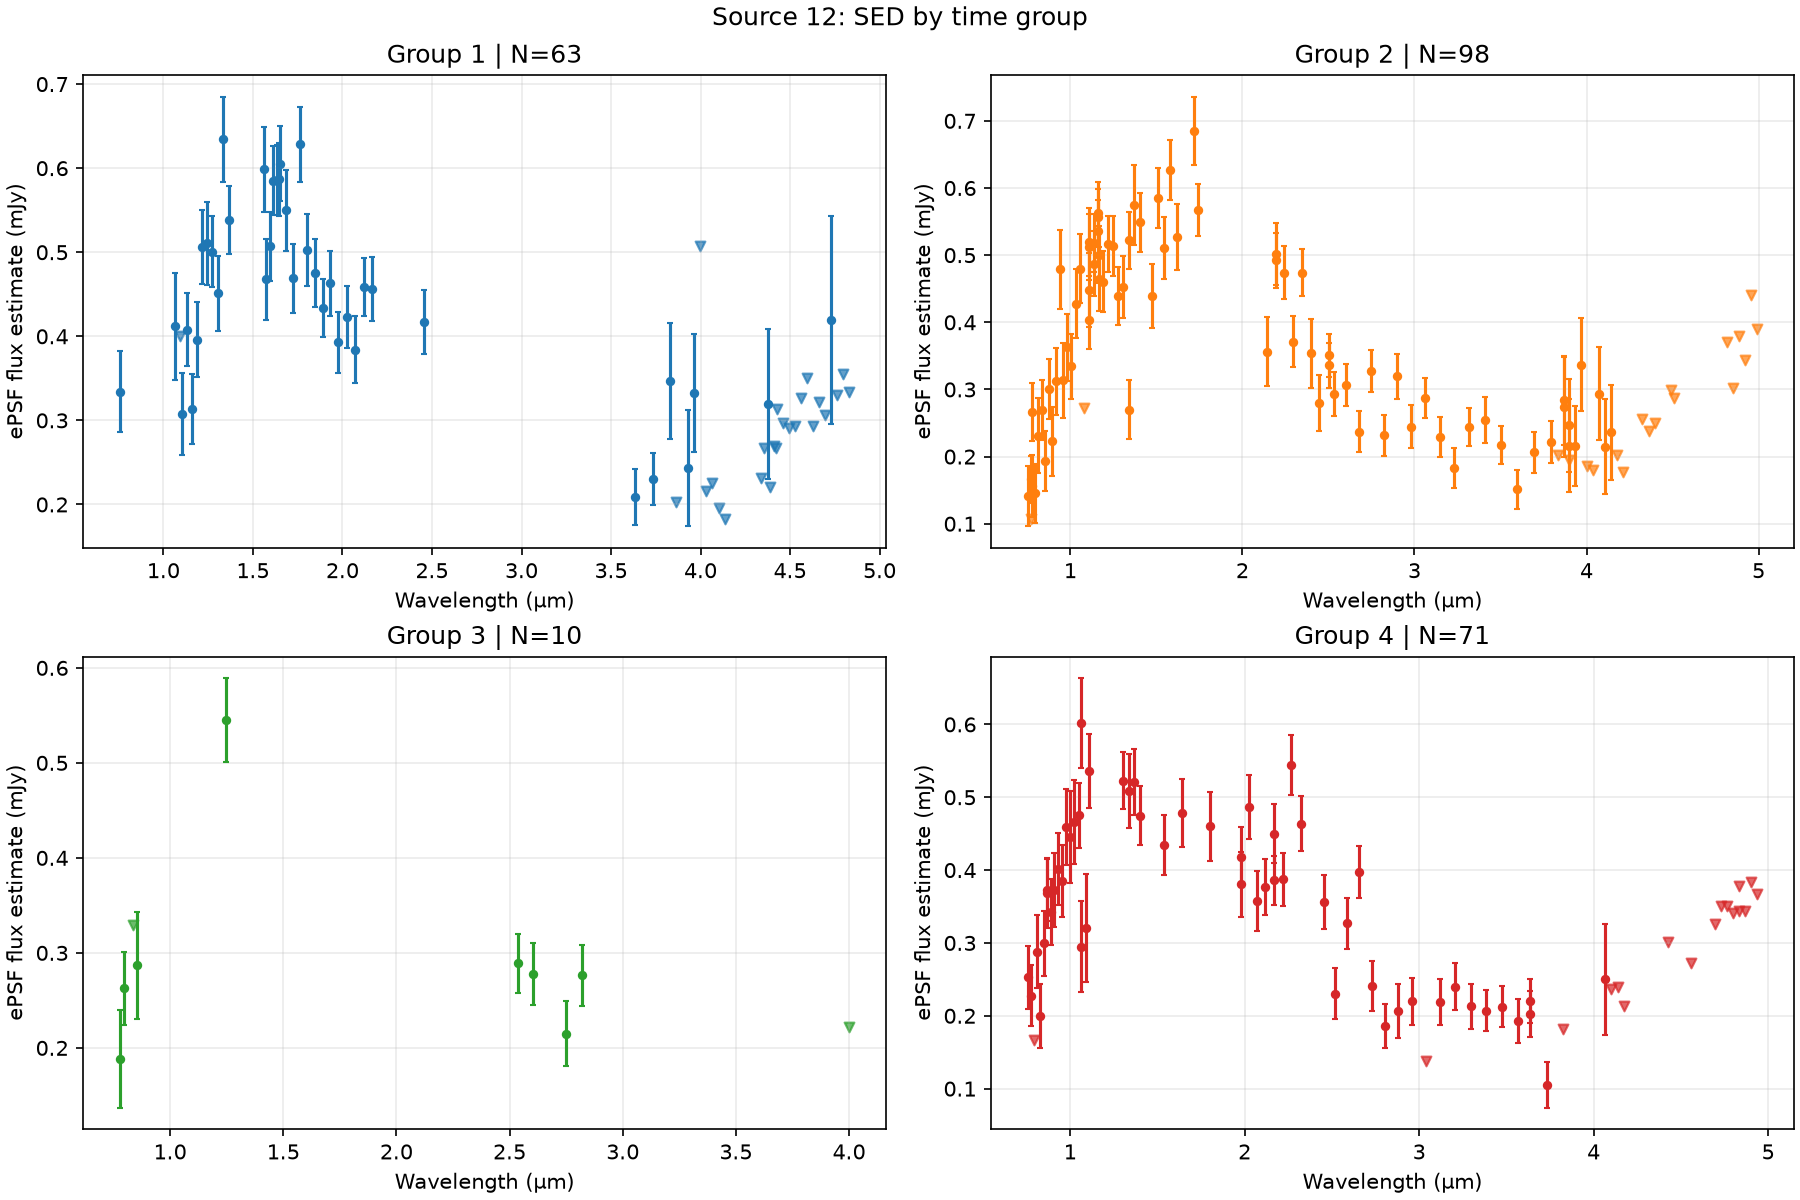 Source 12: SED by time group
Group 1 | N=63
0.7
0.6
0.5
0.4
0.3
0.2
ePSF flux estimate (mJy)
1.0 1.5 2.0 2.5 3.0 3.5 4.0 4.5 5.0
Wavelength (μm)
Group 2 | N=98
0.7
0.6
0.5
0.4
0.3
0.2
0.1
ePSF flux estimate (mJy)
1 2 3 4 5
Wavelength (μm)
Group 3 | N=10
0.6
0.5
0.4
0.3
0.2
ePSF flux estimate (mJy)
1.0 1.5 2.0 2.5 3.0 3.5 4.0
Wavelength (μm)
Group 4 | N=71
0.6
0.5
0.4
0.3
0.2
0.1
ePSF flux estimate (mJy)
1 2 3 4 5
Wavelength (μm)